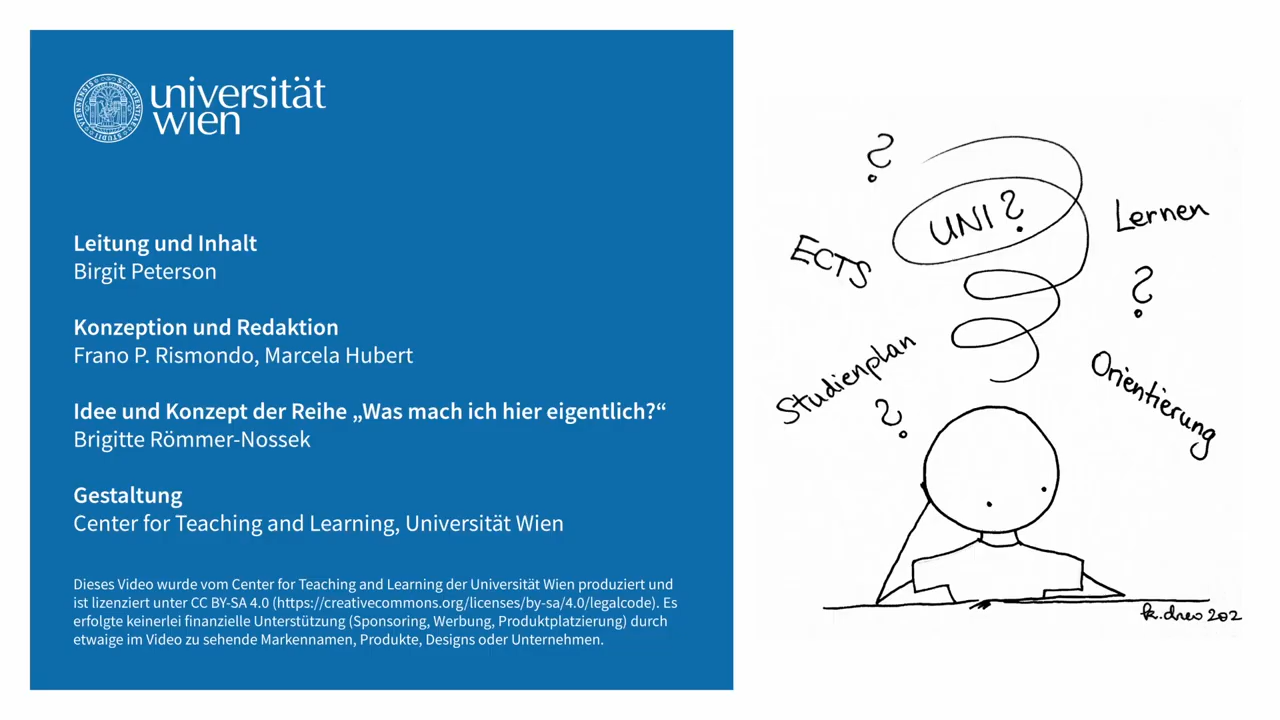 universität
wien
Leitung und Inhalt
Birgit Peterson
Konzeption und Redaktion
Frano P. Rismondo, Marcela Hubert
Idee und Konzept der Reihe „Was mach ich hier eigentlich?“
Brigitte Römmer-Nossek
Gestaltung
Center for Teaching and Learning, Universität Wien
Dieses Video wurde vom Center for Teaching and Learning der Universität Wien produziert und
ist lizenziert unter CC BY-SA 4.0 (https://creativecommons.org/licenses/by-sa/4.0/legalcode). Es
erfolgte keinerlei finanzielle Unterstützung (Sponsoring, Werbung, Produktplatzierung) durch
etwaige im Video zu sehende Markennamen, Produkte, Designs oder Unternehmen.
?
UNI?
Lernen
ECTS
?
Studienplan
Orientierung
?